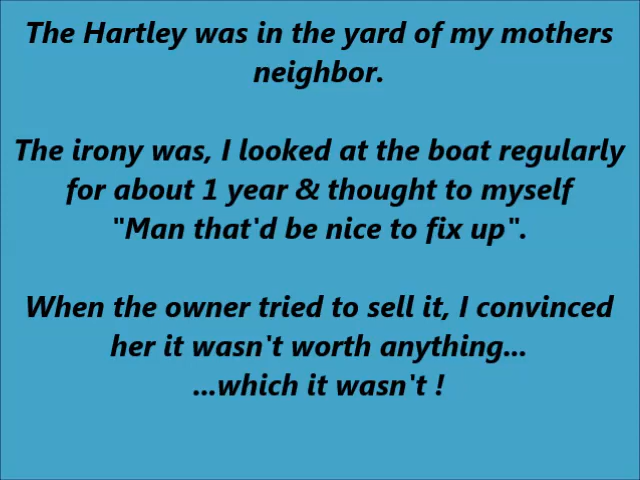 The Hartley was in the yard of my mothers
neighbor.
The irony was, I looked at the boat regularly
for about 1 year & thought to myself
"Man that'd be nice to fix up".
When the owner tried to sell it, I convinced
her it wasn't worth anything...
...which it wasn't !